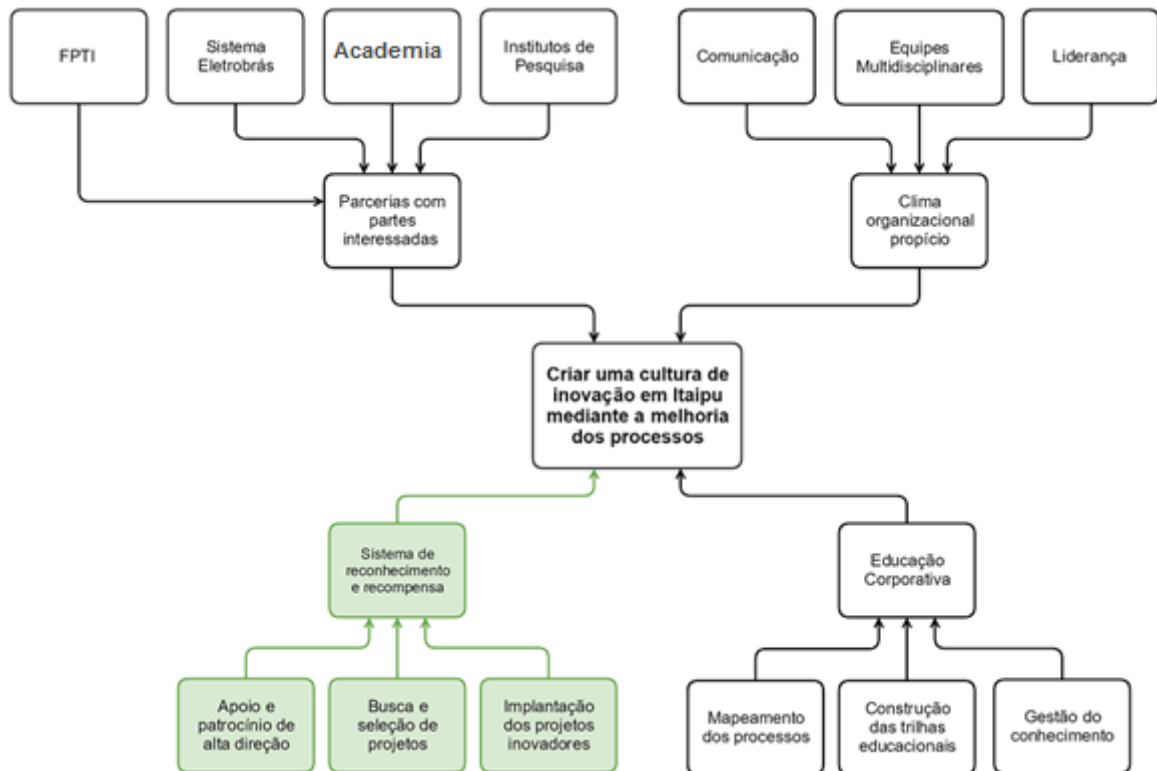 FPTI
Sistema
Eletrobrás
Academia
Institutos de
Pesquisa
Comunicação
Equipes
Multidisciplinares
Liderança
Parcerias com
partes
interessadas
Clima
organizacional
propício
Criar uma cultura de
inovação em Itaipu
mediante a melhoria
dos processos
Sistema de
reconhecimento
e recompensa
Educação
Corporativa
Apoio e
patrocínio de
alta direção
Busca e
seleção de
projetos
Implantação
dos projetos
inovadores
Mapeamento
dos processos
Construção
das trilhas
educacionais
Gestão do
conhecimento